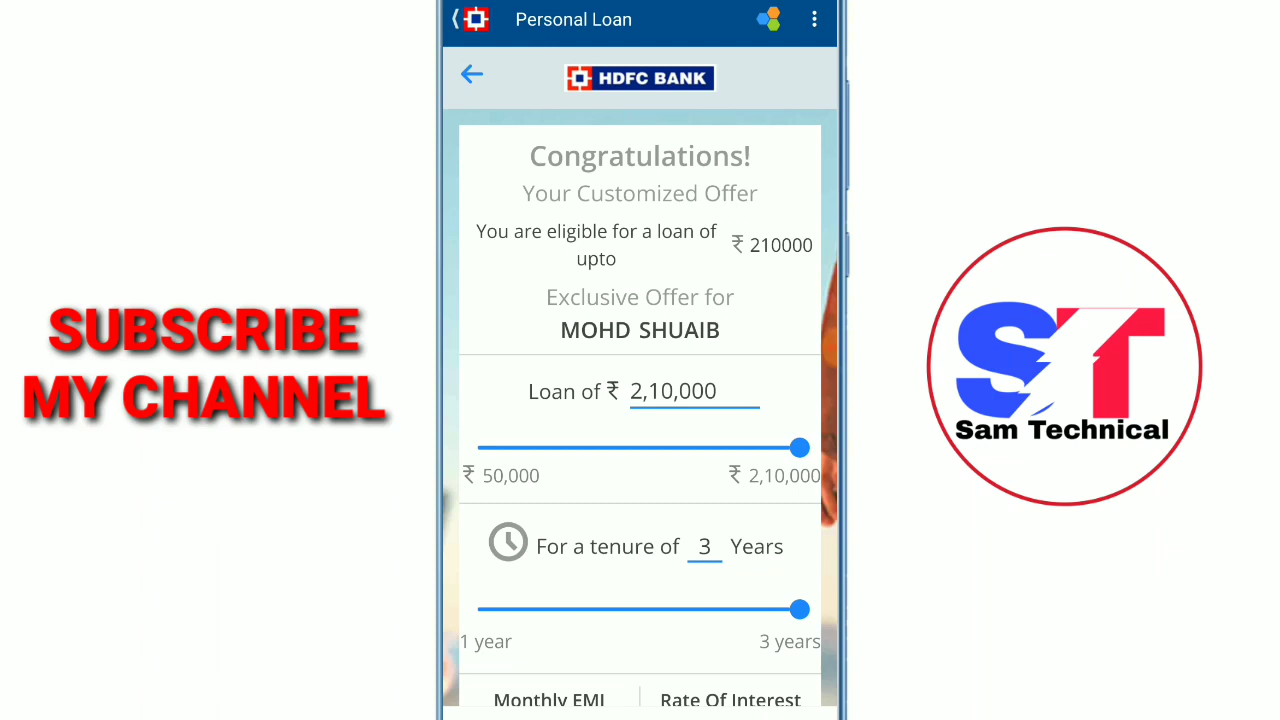 Personal Loan
HDFC BANK
Congratulations!
Your Customized Offer
You are eligible for a loan of
upto
₹ 210000
Exclusive Offer for
MOHD SHUAIB
Loan of ₹ 2,10,000
₹ 50,000
₹ 2,10,000
For a tenure of 3 Years
1 year
3 years
Monthly EMI
Rate Of Interest
SUBSCRIBE
MY CHANNEL
ST
Sam Technical